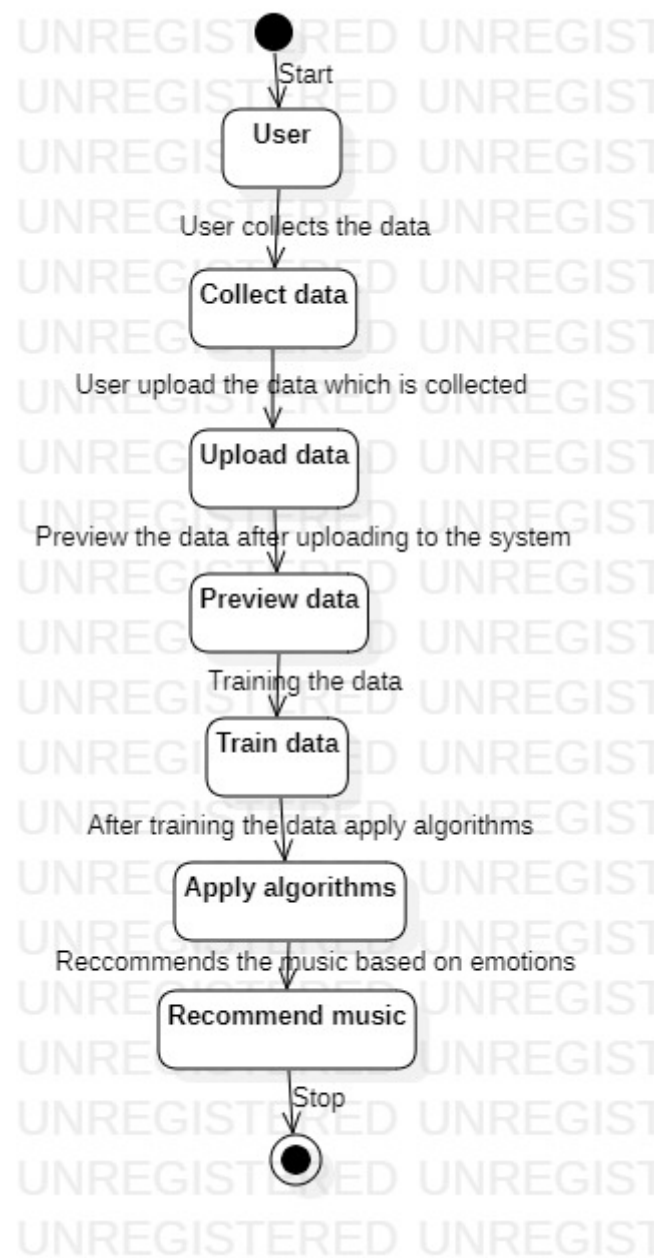 UNREGISTERED UNREGIST
Start
User
User collects the data
Collect data
User upload the data which is collected
Upload data
Preview the data after uploading to the system
Preview data
Training the data
Train data
After training the data apply algorithms
Apply algorithms
Reccommends the music based on emotions
Recommend music
Stop